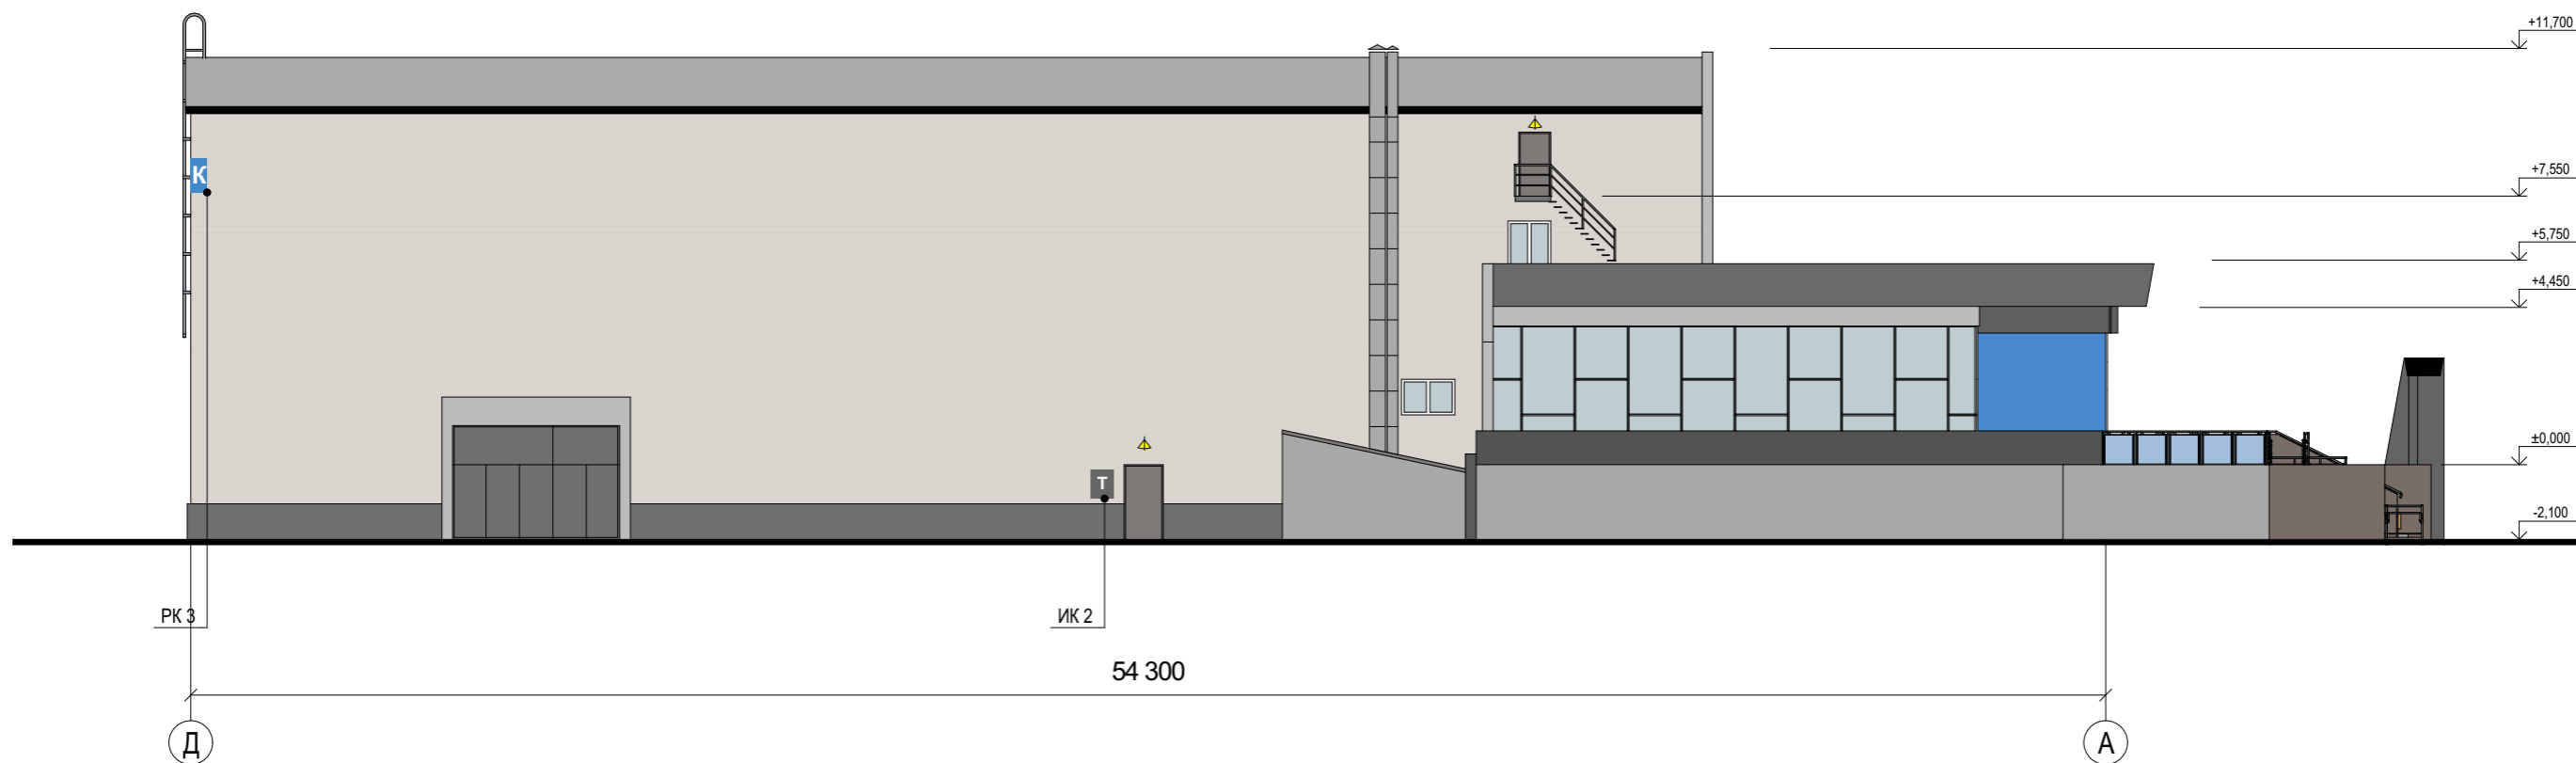 +11,700
К
+7,550
+5,750
+4,450
±0,000
Т
-2,100
РК 3
ИК 2
54 300
Д
А